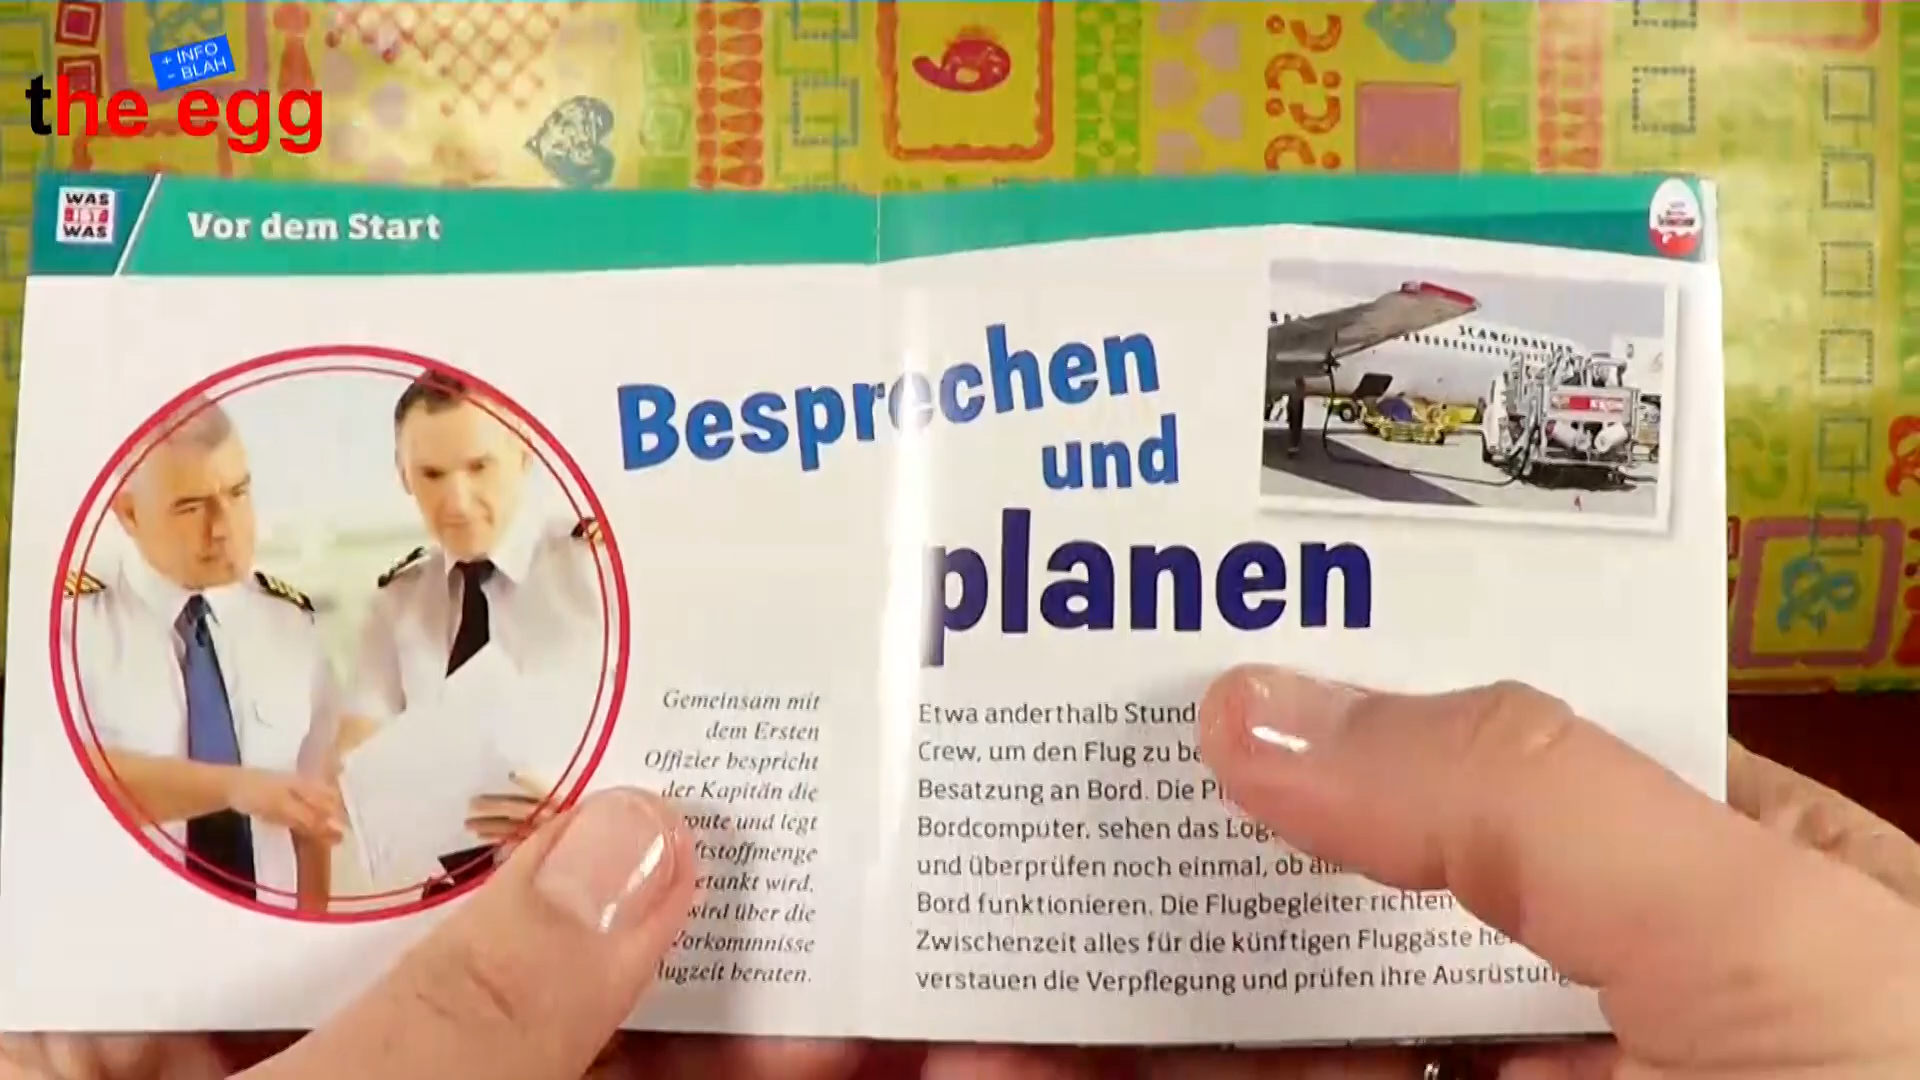 + INFO
- BLAH
the egg
WAS
IST
WAS
Vor dem Start
Besprechen
und
planen
SCANDINAVIAN
Gemeinsam mit
dem Ersten
Offizier bespricht
der Kapitän die
route und legt
ftstoffmenge
etankt wird,
wird über die
Vorkommnisse
lugzeit beraten.
Etwa anderthalb Stund
Crew, um den Flug zu be
Besatzung an Bord. Die P
Bordcomputer, sehen das Log
und überprüfen noch einmal, ob
Bord funktionieren. Die Flugbegleiter richten
Zwischenzeit alles für die künftigen Fluggäste he
verstauen die Verpflegung und prüfen ihre Ausrüstung